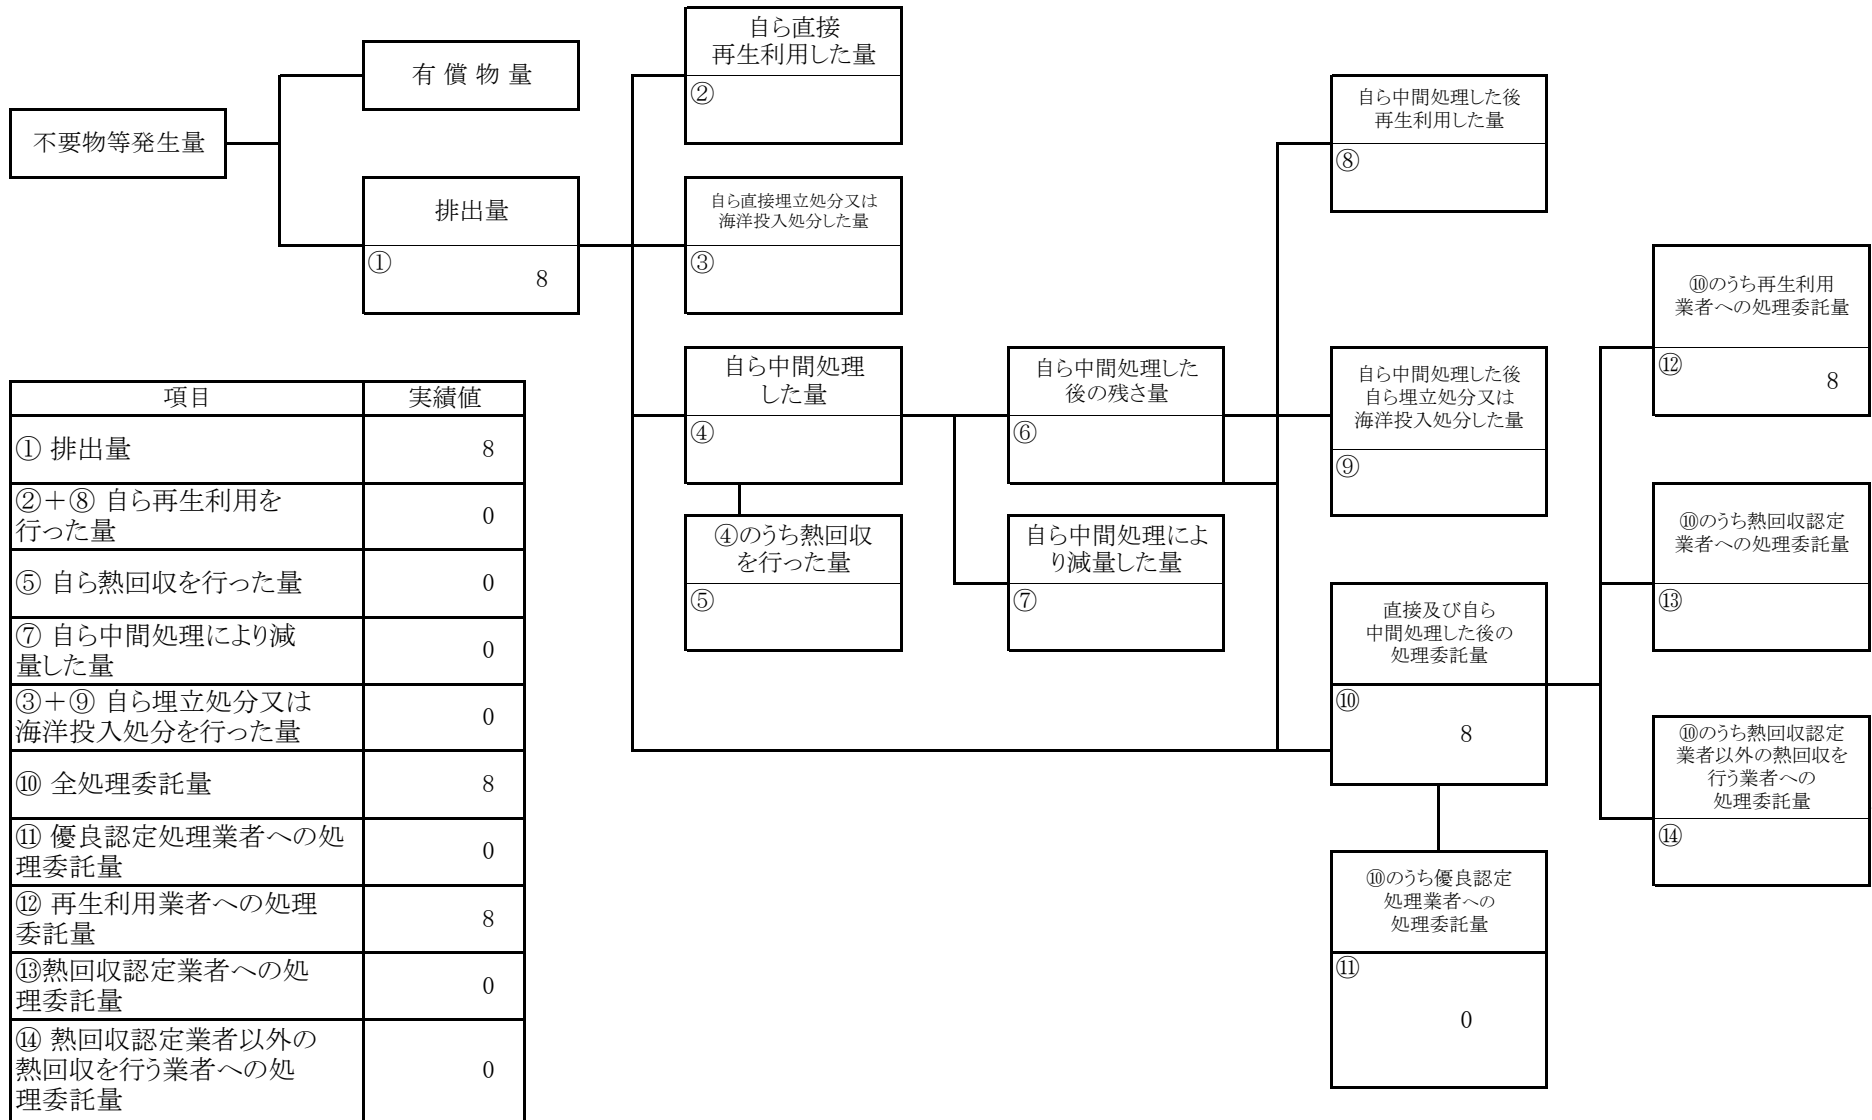 不要物等発生量
有 償 物 量
排出量
①
8
自ら直接
再生利用した量
②
自ら直接埋立処分又は
海洋投入処分した量
③
自ら中間処理
した量
④
④のうち熱回収
を行った量
⑤
自ら中間処理した
後の残さ量
⑥
自ら中間処理によ
り減量した量
⑦
自ら中間処理した後
再生利用した量
⑧
自ら中間処理した後
自ら埋立処分又は
海洋投入処分した量
⑨
直接及び自ら
中間処理した後の
処理委託量
⑩
8
⑩のうち優良認定
処理業者への
処理委託量
⑪
0
⑩のうち再生利用
業者への処理委託量
⑫
8
⑩のうち熱回収認定
業者への処理委託量
⑬
⑩のうち熱回収認定
業者以外の熱回収を
行う業者への
処理委託量
⑭
項目 実績値
① 排出量 8
②＋⑧ 自ら再生利用を
行った量 0
⑤ 自ら熱回収を行った量 0
⑦ 自ら中間処理により減
量した量 0
③＋⑨ 自ら埋立処分又は
海洋投入処分を行った量 0
⑩ 全処理委託量 8
⑪ 優良認定処理業者への処
理委託量 0
⑫ 再生利用業者への処理
委託量 8
⑬熱回収認定業者への処
理委託量 0
⑭ 熱回収認定業者以外の
熱回収を行う業者への処 0
理委託量